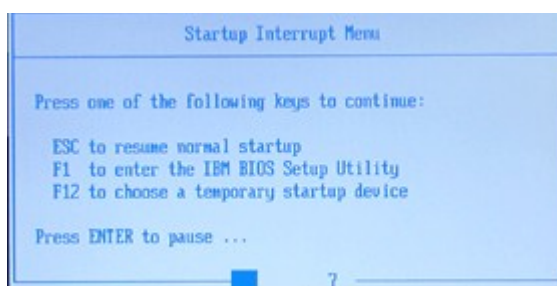 Startup Interrupt Menu
Press one of the following keys to continue:
ESC to resume normal startup
F1 to enter the IBM BIOS Setup Utility
F12 to choose a temporary startup device
Press ENTER to pause ...
7